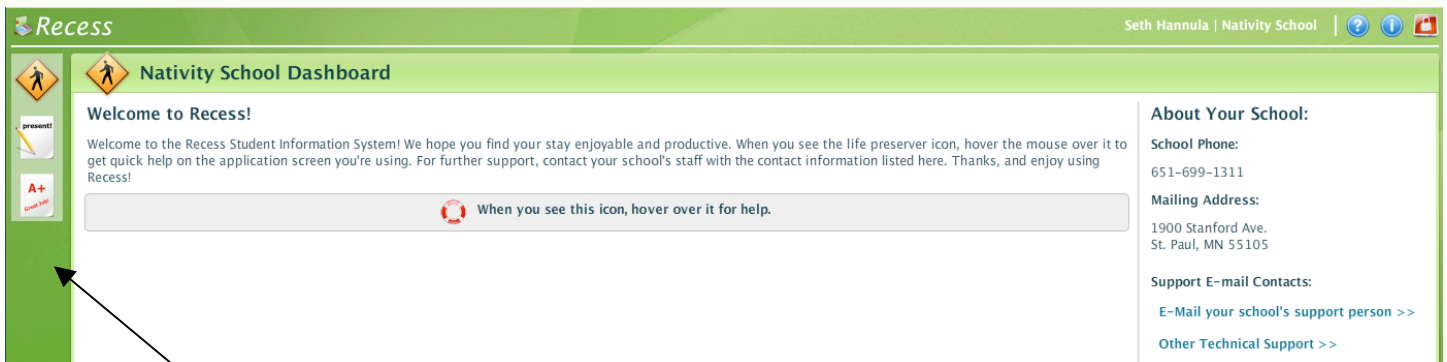 Recess
Seth Hannula | Nativity School
Nativity School Dashboard
present!
A+
Great Job!
Welcome to Recess!
Welcome to the Recess Student Information System! We hope you find your stay enjoyable and productive. When you see the life preserver icon, hover the mouse over it to
get quick help on the application screen you're using. For further support, contact your school's staff with the contact information listed here. Thanks, and enjoy using
Recess!
When you see this icon, hover over it for help.
About Your School:
School Phone:
651-699-1311
Mailing Address:
1900 Stanford Ave.
St. Paul, MN 55105
Support E-mail Contacts:
E-Mail your school's support person >>
Other Technical Support >>